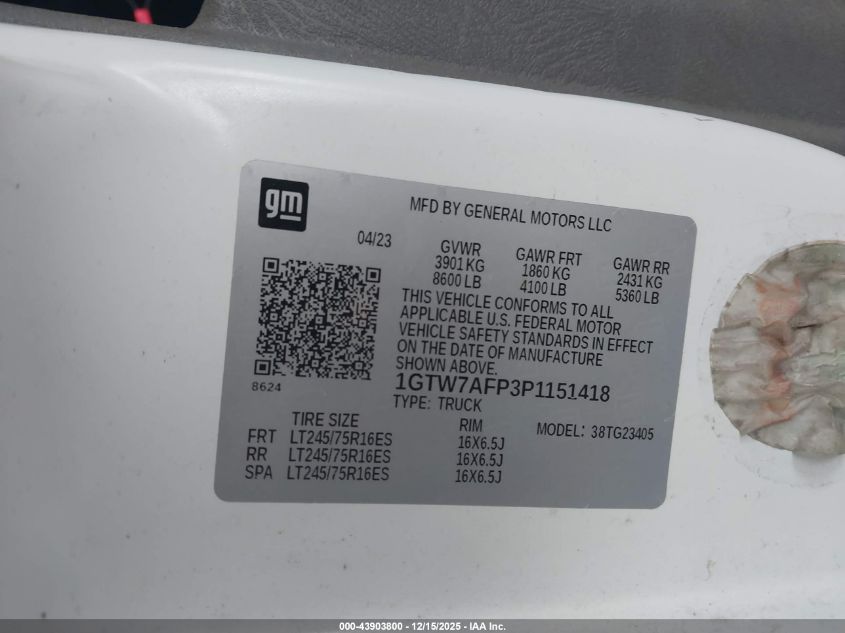 gm
MFD BY GENERAL MOTORS LLC
04/23
GVWR GAWR FRT GAWR RR
3901 KG 1860 KG 2431 KG
8600 LB 4100 LB 5360 LB
THIS VEHICLE CONFORMS TO ALL
APPLICABLE U.S. FEDERAL MOTOR
VEHICLE SAFETY STANDARDS IN EFFECT
ON THE DATE OF MANUFACTURE
SHOWN ABOVE.
8624
1GTW7AFP3P1151418
TYPE: TRUCK
MODEL: 38TG23405
TIRE SIZE RIM
FRT LT245/75R16ES 16X6.5J
RR LT245/75R16ES 16X6.5J
SPA LT245/75R16ES 16X6.5J
000-43903800 - 12/15/2025 - IAA Inc.